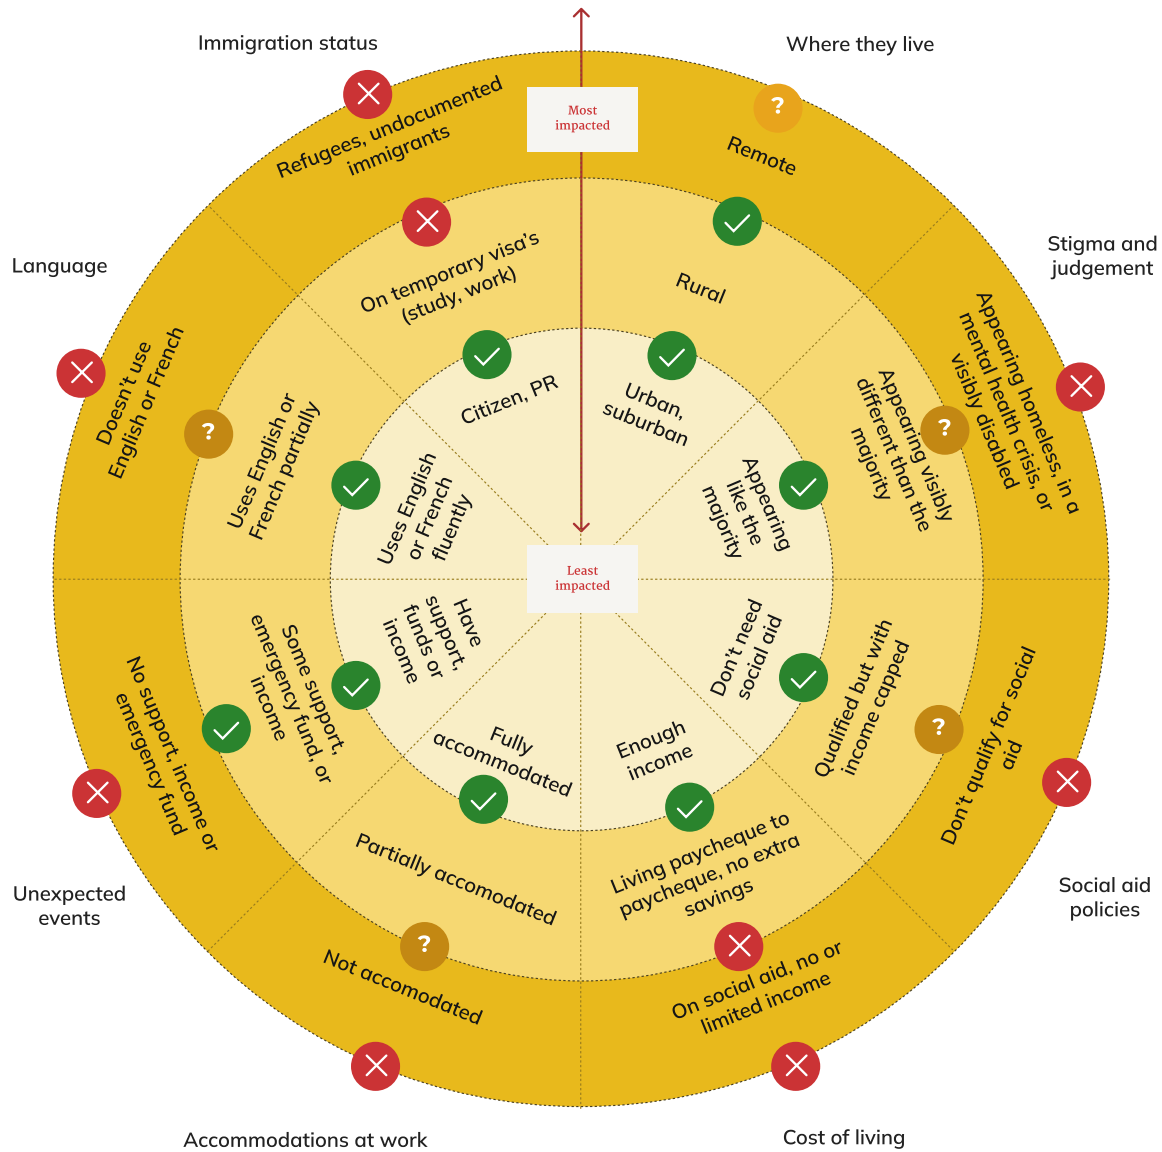 Immigration status
Where they live
Most
impacted
Refugees, undocumented
immigrants
?
Remote
On temporary visa's
(study, work)
Rural
Citizen, PR
Urban,
suburban
Stigma and
judgement
Appearing homeless, in a
mental health crisis, or
visibly disabled
?
Appearing visibly
different than the
majority
Appearing
like the
majority
Language
Doesn't use
English or French
?
Uses English or
French partially
Uses English
or French
fluently
Least
impacted
Have
support,
funds or
income
Some support,
emergency fund, or
income
No support, income or
emergency fund
Unexpected
events
Don't need
social aid
Qualified but with
income capped
?
Don't qualify for social
aid
Social aid
policies
Fully
accommodated
Partially accomodated
?
Not accomodated
Accommodations at work
Enough
income
Living paycheque to
paycheque, no extra
savings
On social aid, no or
limited income
Cost of living